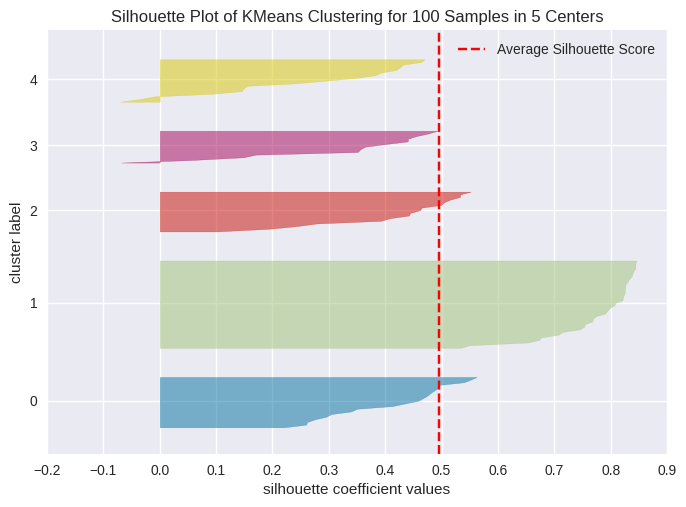 Silhouette Plot of KMeans Clustering for 100 Samples in 5 Centers
Average Silhouette Score
4
3
2
1
0
cluster label
−0.2 −0.1 0.0 0.1 0.2 0.3 0.4 0.5 0.6 0.7 0.8 0.9
silhouette coefficient values